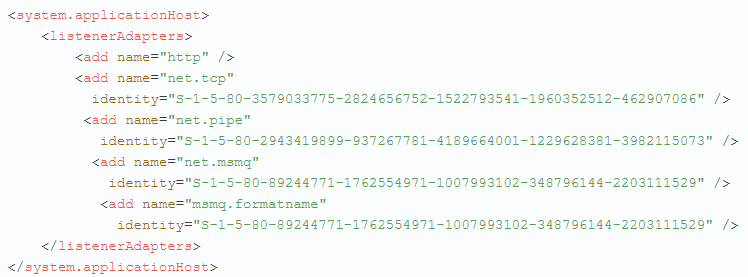 <system.applicationHost>
<listenerAdapters>
<add name="http" />
<add name="net.tcp"
identity="S-1-5-80-3579033775-2824656752-1522793541-1960352512-462907086" />
<add name="net.pipe"
identity="S-1-5-80-2943419899-937267781-4189664001-1229628381-3982115073" />
<add name="net.msmq"
identity="S-1-5-80-89244771-1762554971-1007993102-348796144-2203111529" />
<add name="msmq.formatname"
identity="S-1-5-80-89244771-1762554971-1007993102-348796144-2203111529" />
</listenerAdapters>
</system.applicationHost>